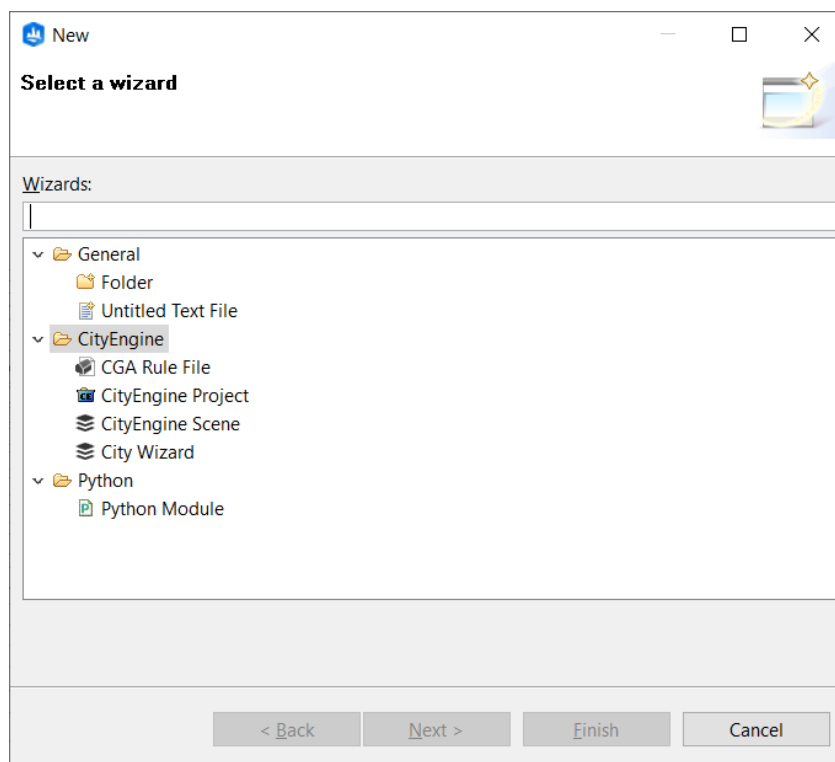 New
Select a wizard
Wizards:
General
Folder
Untitled Text File
CityEngine
CGA Rule File
CityEngine Project
CityEngine Scene
City Wizard
Python
Python Module
< Back Next > Finish Cancel